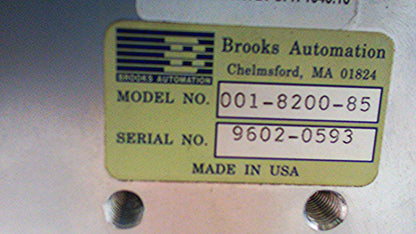 Brooks Automation
BROOKS AUTOMATION
Chelmsford, MA 01824
MODEL NO. 001-8200-85
SERIAL NO. 9602-0593
MADE IN USA